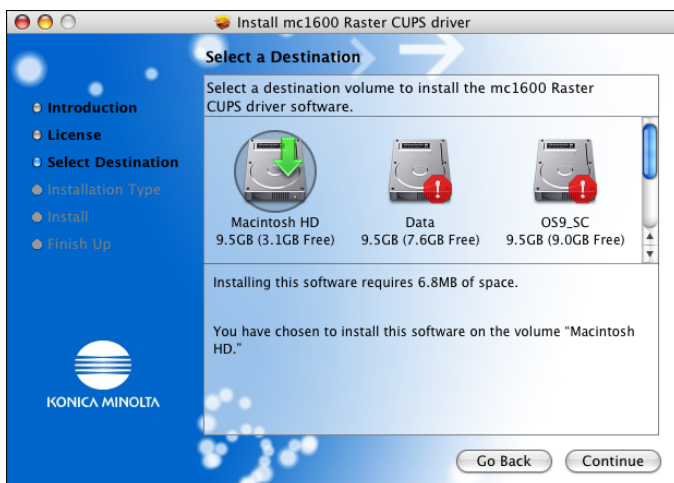 Install mc1600 Raster CUPS driver
Select a Destination
Introduction
License
Select Destination
Installation Type
Install
Finish Up
KONICA MINOLTA
Select a destination volume to install the mc1600 Raster
CUPS driver software.
Macintosh HD
9.5GB (3.1GB Free)
Data
9.5GB (7.6GB Free)
OS9_SC
9.5GB (9.0GB Free)
Installing this software requires 6.8MB of space.
You have chosen to install this software on the volume “Macintosh
HD.”
Go Back
Continue